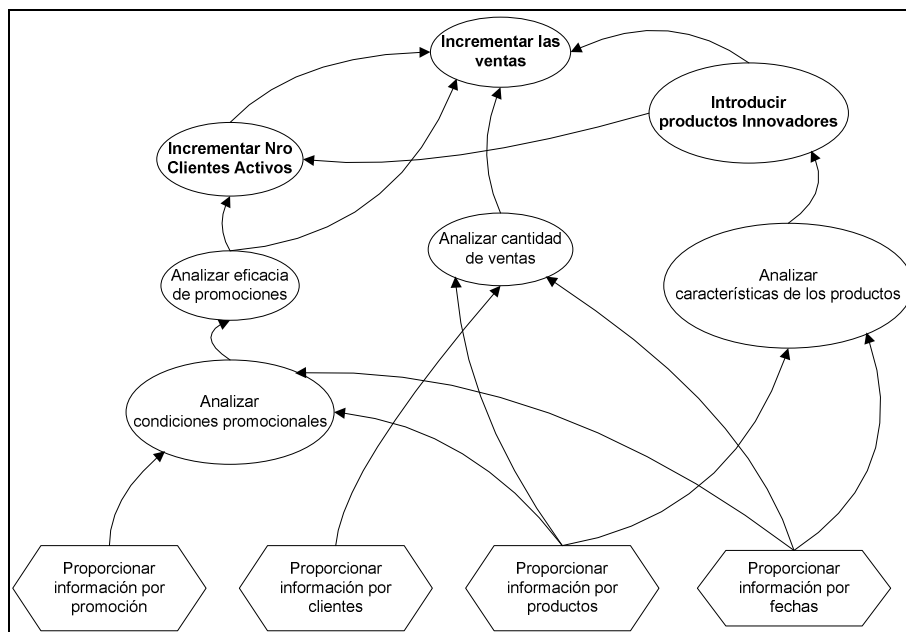 Incrementar las
ventas
Introducir
productos Innovadores
Incrementar Nro
Clientes Activos
Analizar eficacia
de promociones
Analizar cantidad
de ventas
Analizar
características de los productos
Analizar
condiciones promocionales
Proporcionar
información por
promoción
Proporcionar
información por
clientes
Proporcionar
información por
productos
Proporcionar
información por
fechas